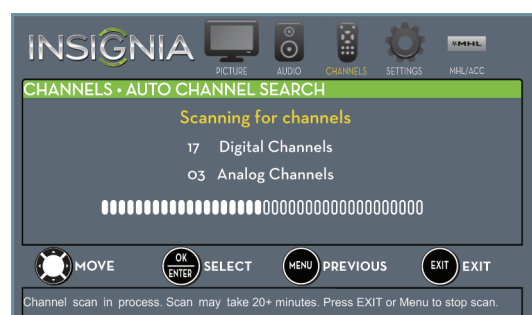 INSIGNIA
PICTURE AUDIO CHANNELS SETTINGS MHL MHL/ACC
CHANNELS • AUTO CHANNEL SEARCH
Scanning for channels
17 Digital Channels
03 Analog Channels
MOVE OK ENTER SELECT MENU PREVIOUS EXIT EXIT
Channel scan in process. Scan may take 20+ minutes. Press EXIT or Menu to stop scan.